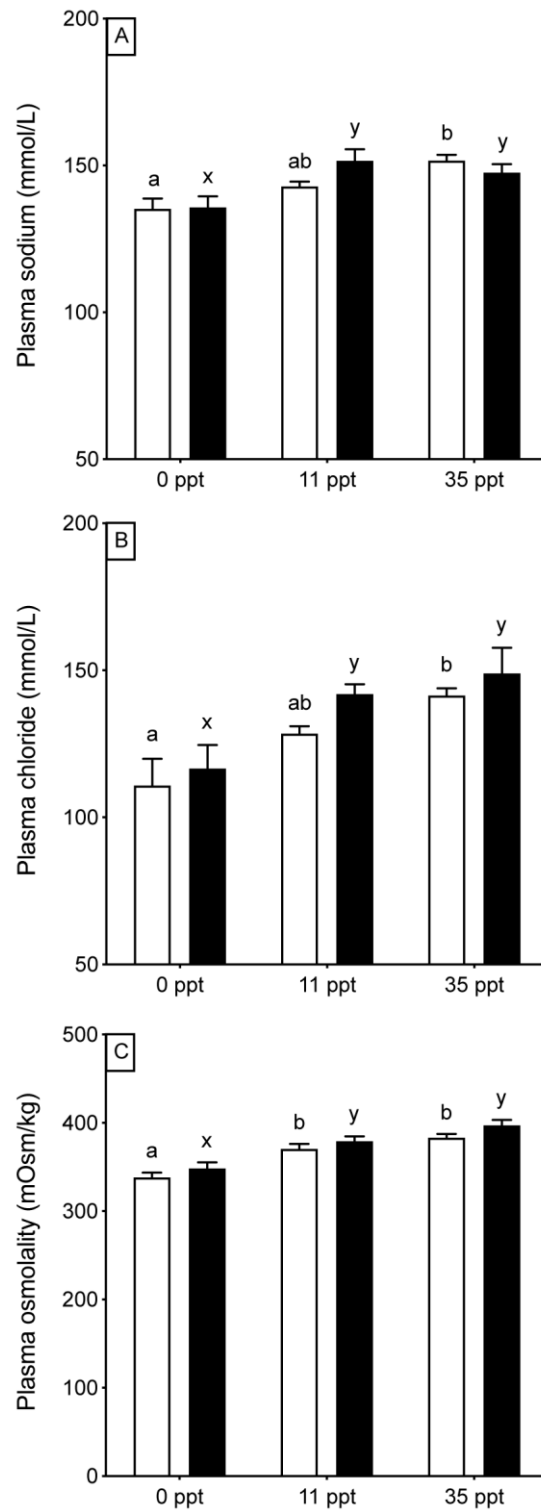 A
Plasma sodium (mmol/L)
200
150
100
50
a
x
ab
y
b
y
0 ppt
11 ppt
35 ppt
B
Plasma chloride (mmol/L)
200
150
100
50
a
x
ab
y
b
y
0 ppt
11 ppt
35 ppt
C
Plasma osmolality (mOsm/kg)
500
400
300
200
100
0
a
x
b
y
b
y
0 ppt
11 ppt
35 ppt